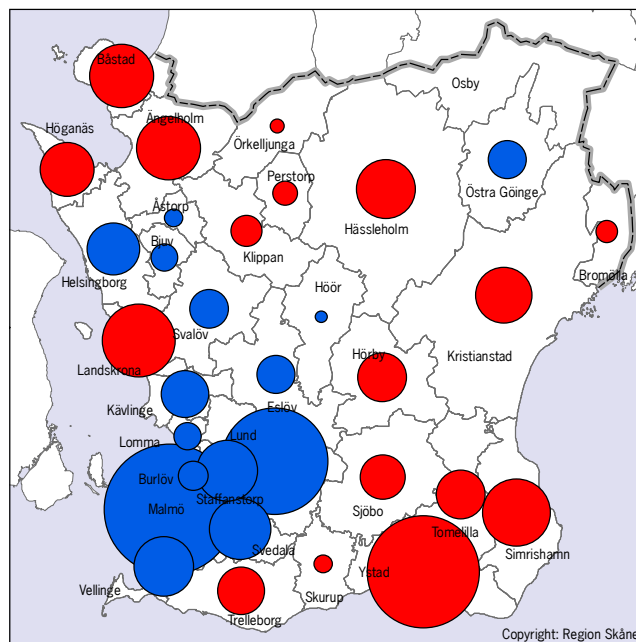 Båstad
Osby
Ängelholm
Höganäs
Örkelljunga
Perstorp
Östra Göinge
Åstorp
Hässleholm
Bjuv
Klippan
Bromölla
Helsingborg
Höör
Svalöv
Hörby
Kristianstad
Landskrona
Kävlinge
Eslöv
Lomma
Lund
Burlöv
Staffanstorp
Malmö
Sjöbo
Tomelilla
Svedala
Simrishamn
Ystad
Vellinge
Skurup
Trelleborg
Copyright: Region Skåne